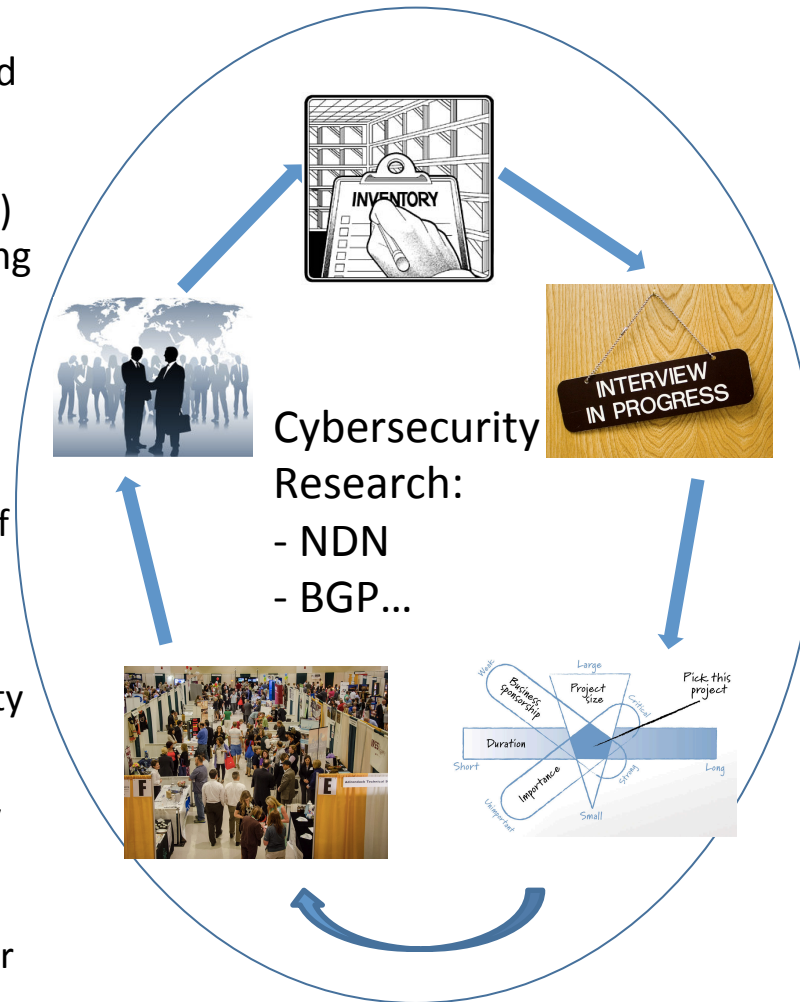 d
)
ng
f
ty
r
INVENTORY
INTERVIEW
IN PROGRESS
Cybersecurity
Research:
- NDN
- BGP...
Weak
Large
Business
sponsorship
Project
size
Critical
Pick this
project
Duration
Short
Long
Importance
Strong
Unimportant
Small
F
E